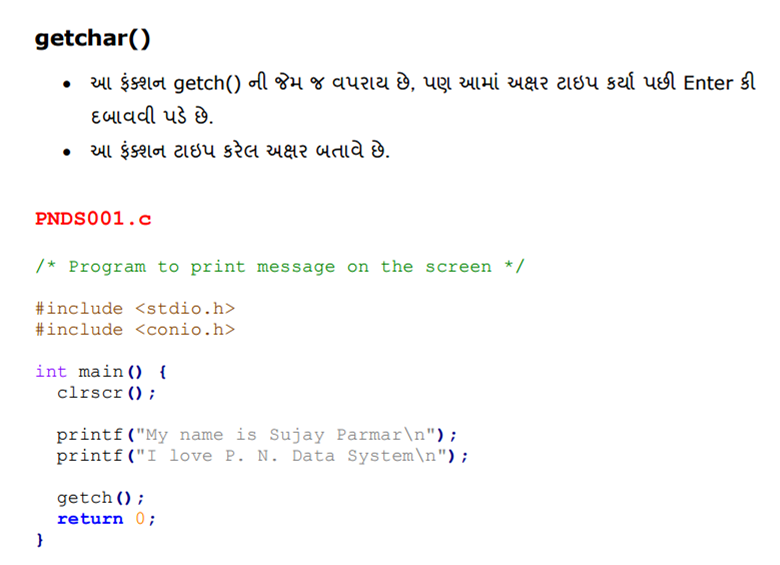 getchar()
• આ ફંક્શન getch() ની જેમ જ વપરાય છે, પણ આમાં અક્ષર ટાઇપ કર્યા પછી Enter કી
દબાવવી પડે છે.
• આ ફંક્શન ટાઇપ કરેલ અક્ષર બતાવે છે.
PNDS001.c
/* Program to print message on the screen */
#include <stdio.h>
#include <conio.h>
int main() {
clrscr();
printf("My name is Sujay Parmar\n");
printf("I love P. N. Data System\n");
getch();
return 0;
}